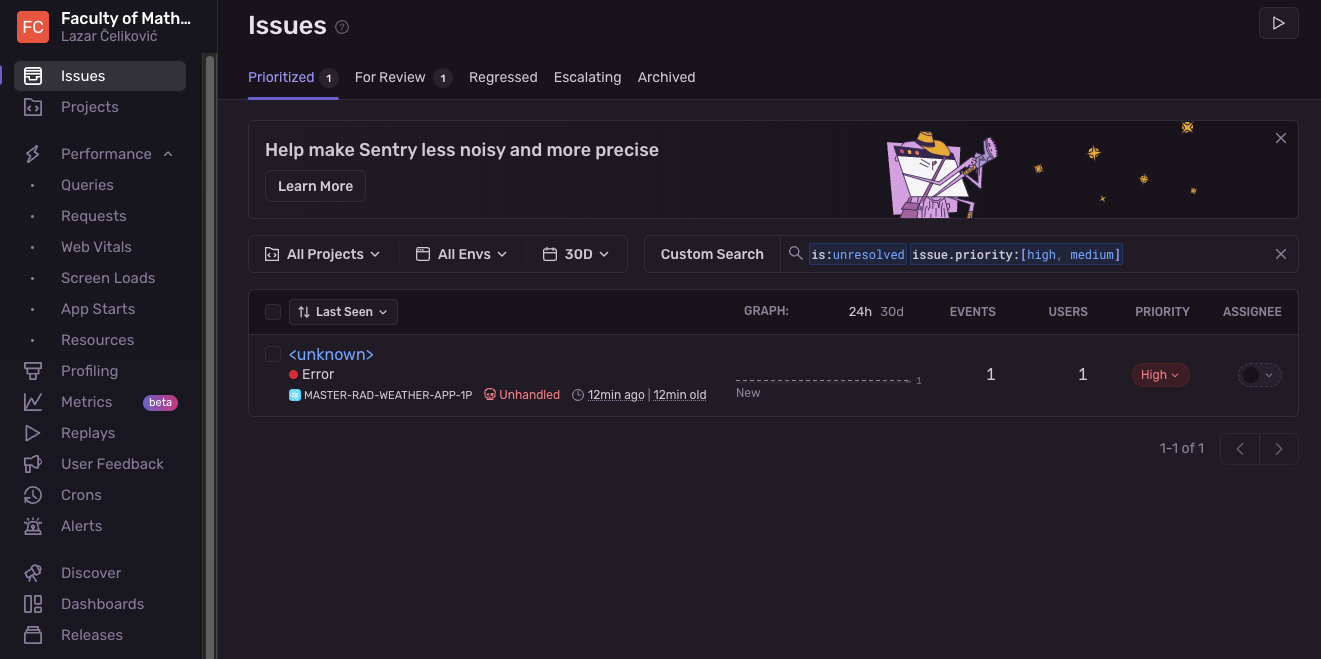 FC
Faculty of Math...
Lazar Čeliković
Issues
Projects
Performance
Queries
Requests
Web Vitals
Screen Loads
App Starts
Resources
Profiling
Metrics beta
Replays
User Feedback
Crons
Alerts
Discover
Dashboards
Releases
Issues ?
Prioritized 1 For Review 1 Regressed Escalating Archived
Help make Sentry less noisy and more precise
Learn More
All Projects All Envs 30D Custom Search is:unresolved issue.priority:[high, medium]
Last Seen GRAPH: 24h 30d EVENTS USERS PRIORITY ASSIGNEE
<unknown>
Error
MASTER-RAD-WEATHER-APP-1P Unhandled 12min ago | 12min old
1
New
1 1 High
1-1 of 1